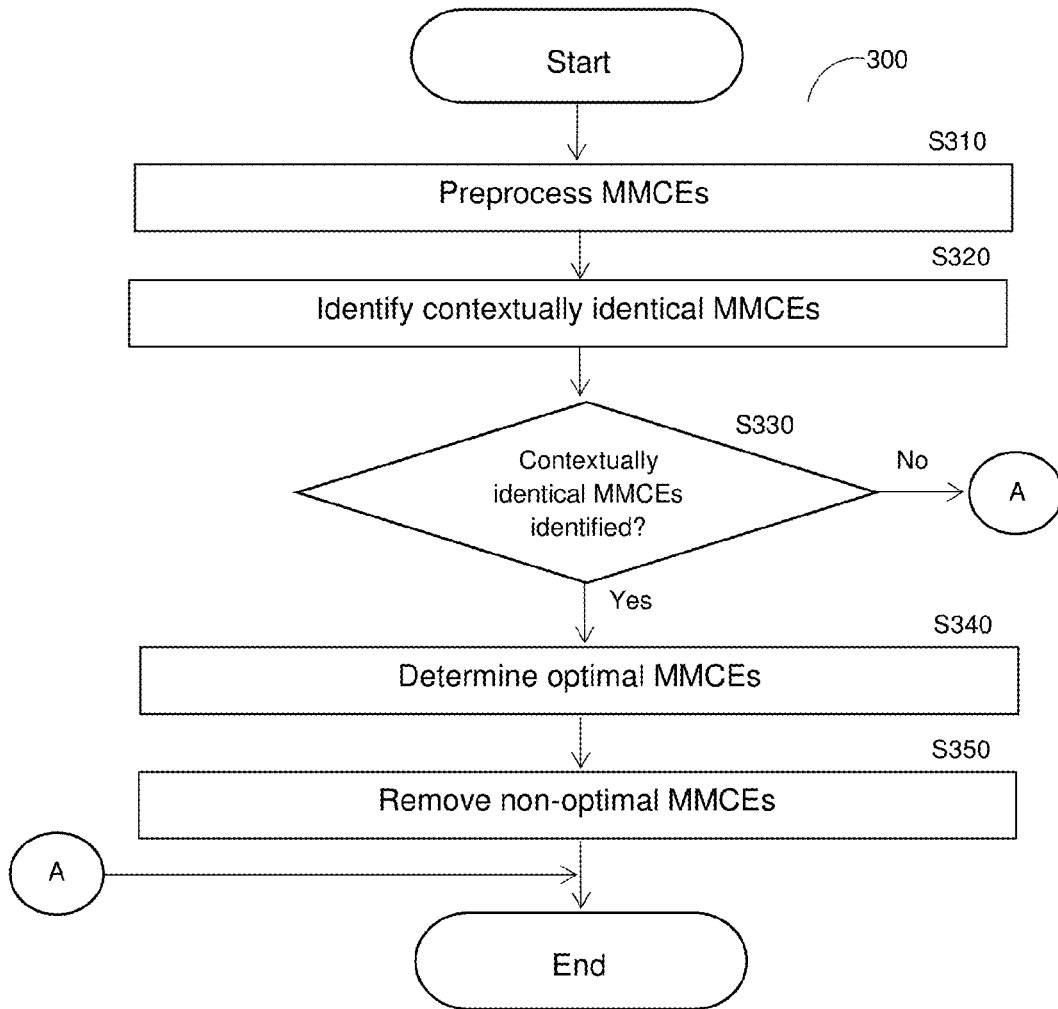 Start
300
S310
Preprocess MMCEs
S320
Identify contextually identical MMCEs
S330
Contextually
identical MMCEs
identified?
No
A
Yes
S340
Determine optimal MMCEs
S350
Remove non-optimal MMCEs
A
End